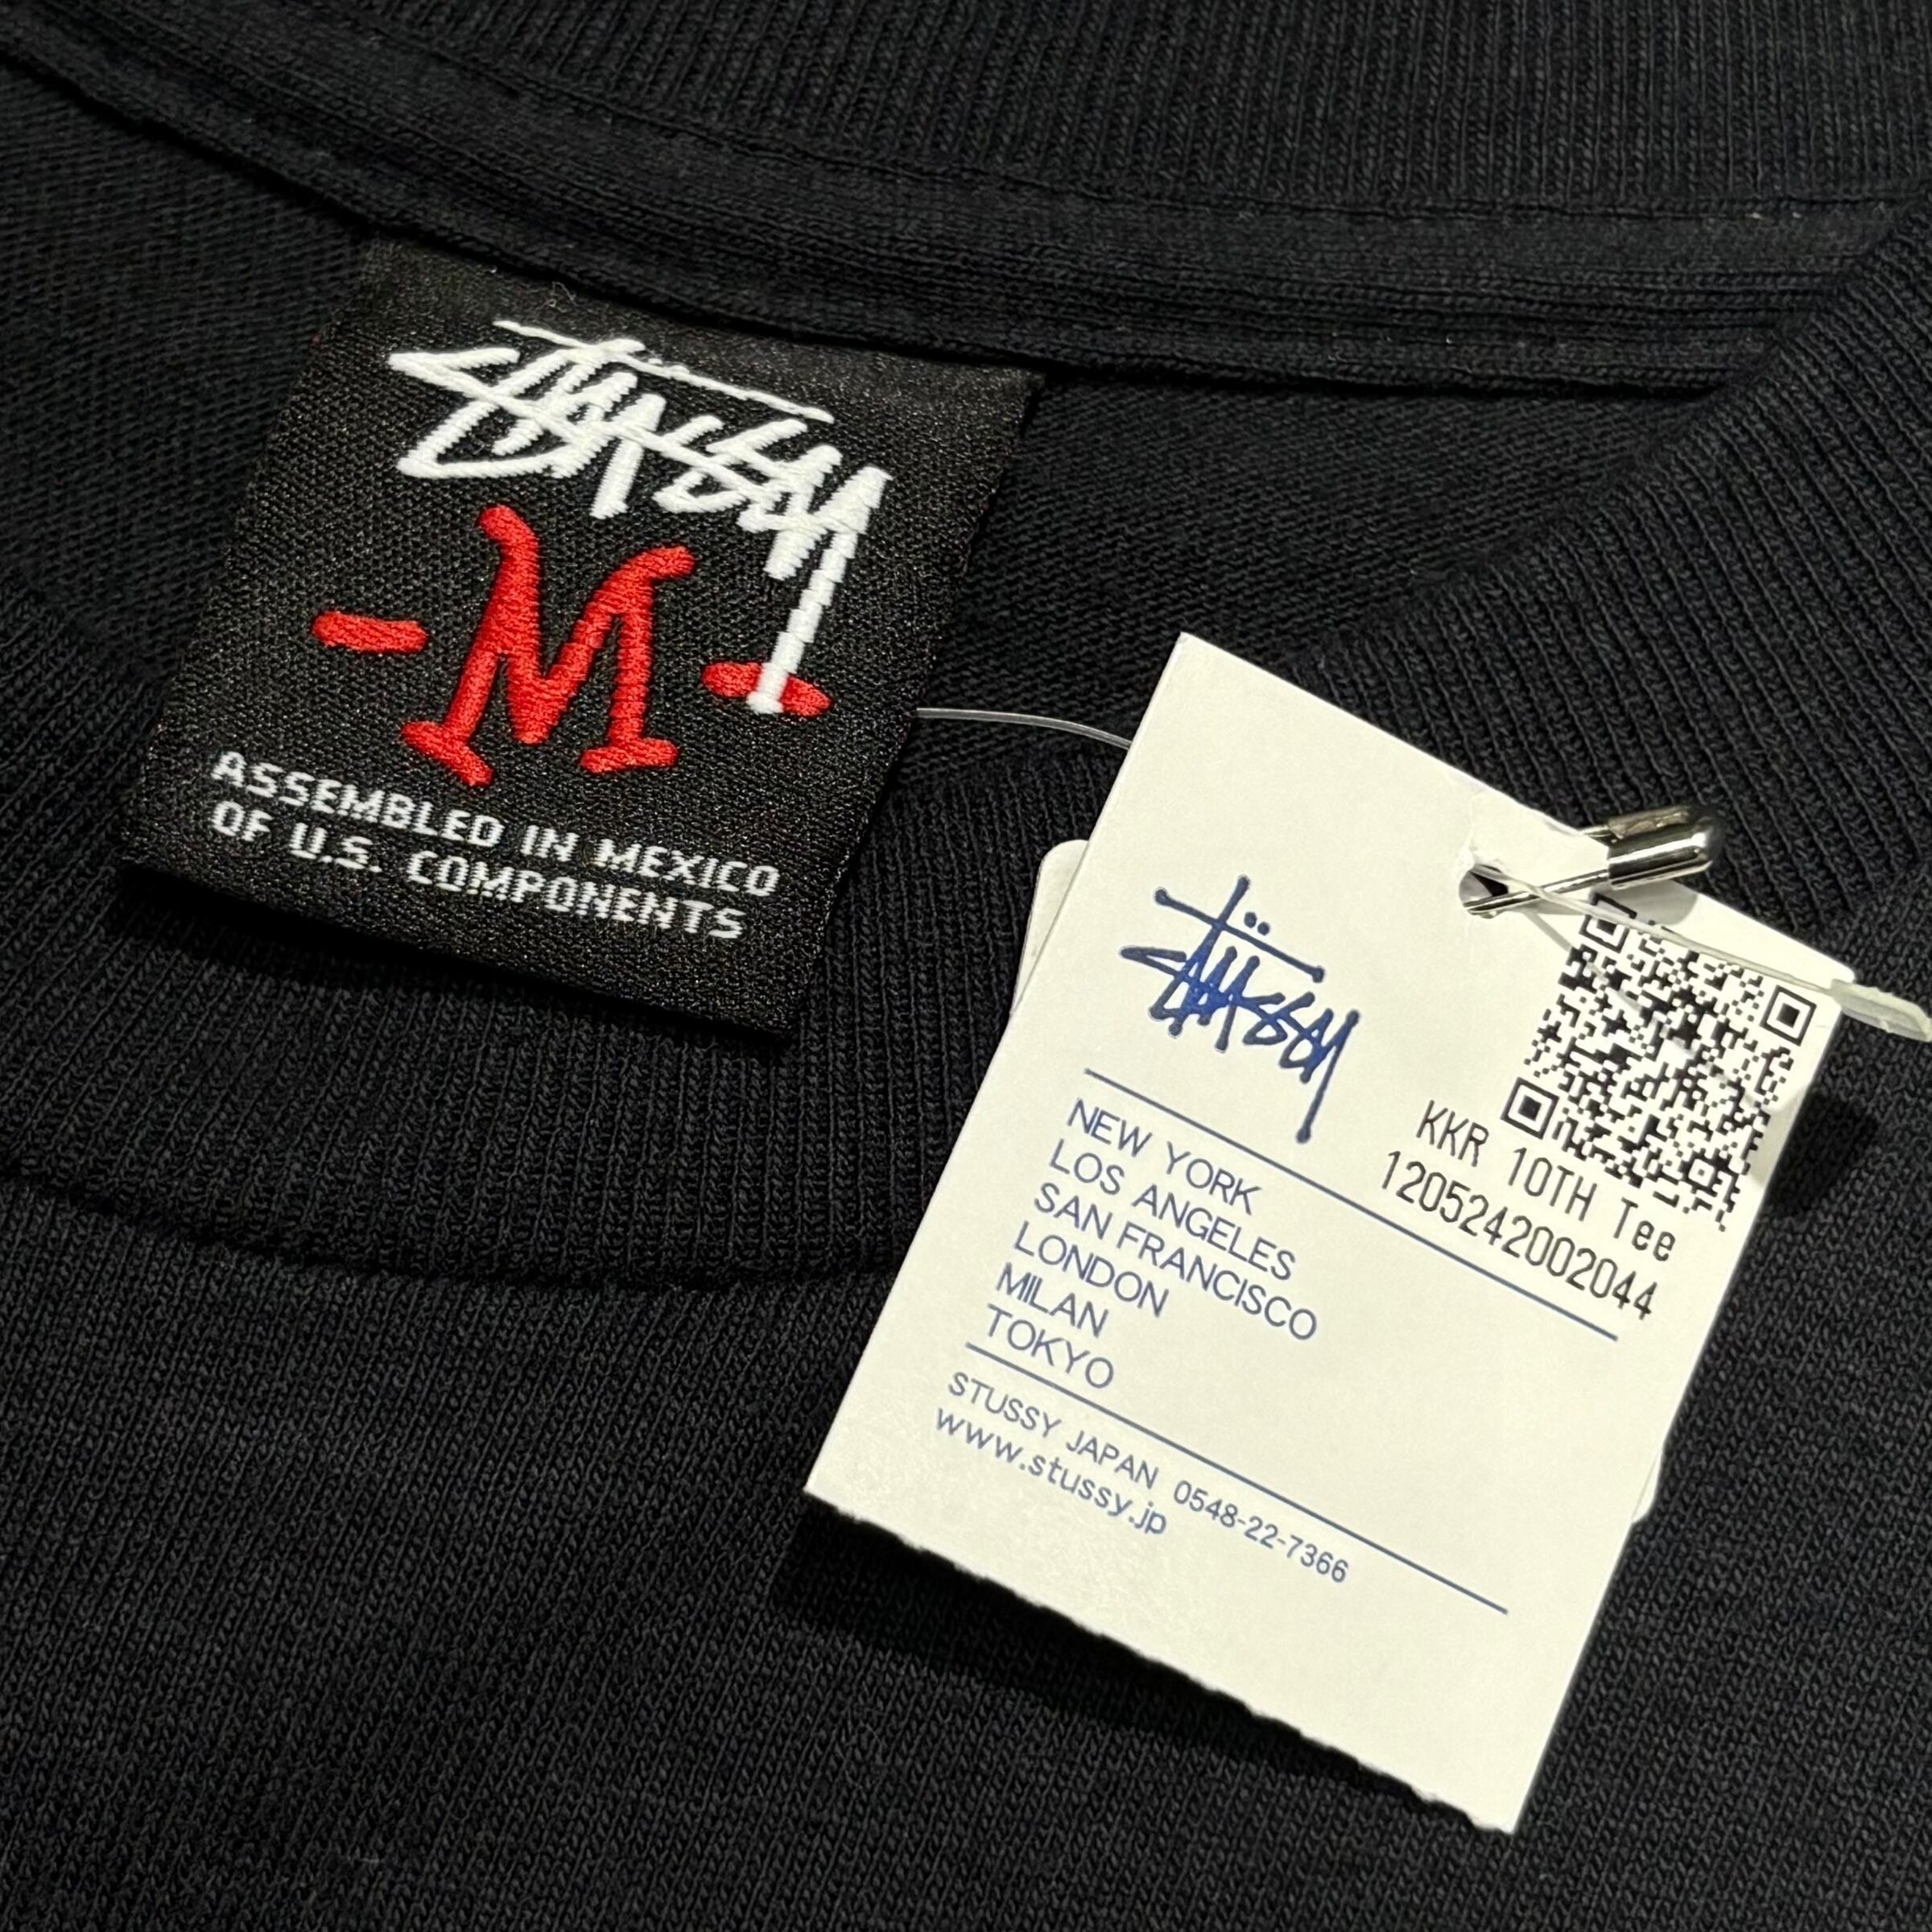 Stüssy
-M-
ASSEMBLED IN MEXICO
OF U.S. COMPONENTS
Stüssy
KKR 10TH Tee
1205242002044
NEW YORK
LOS ANGELES
SAN FRANCISCO
LONDON
MILAN
TOKYO
STUSSY JAPAN 0548-22-7366
www.stussy.jp